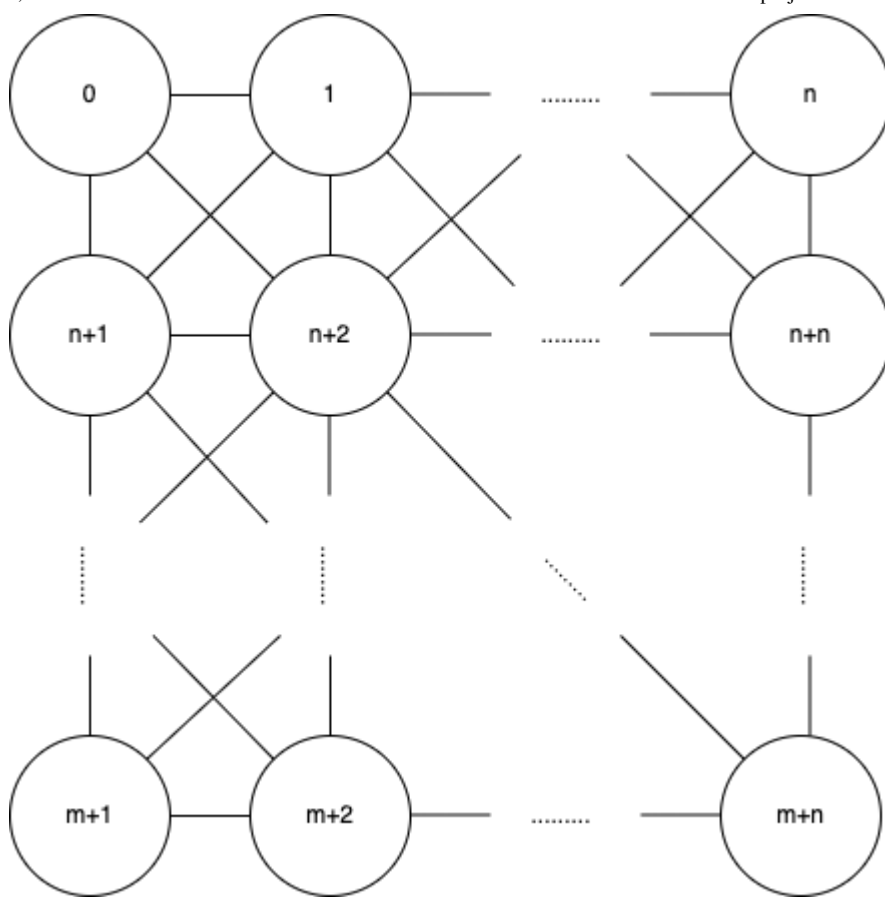 0 1 ......... n
n+1 n+2 ......... n+n
m+1 m+2 ......... m+n